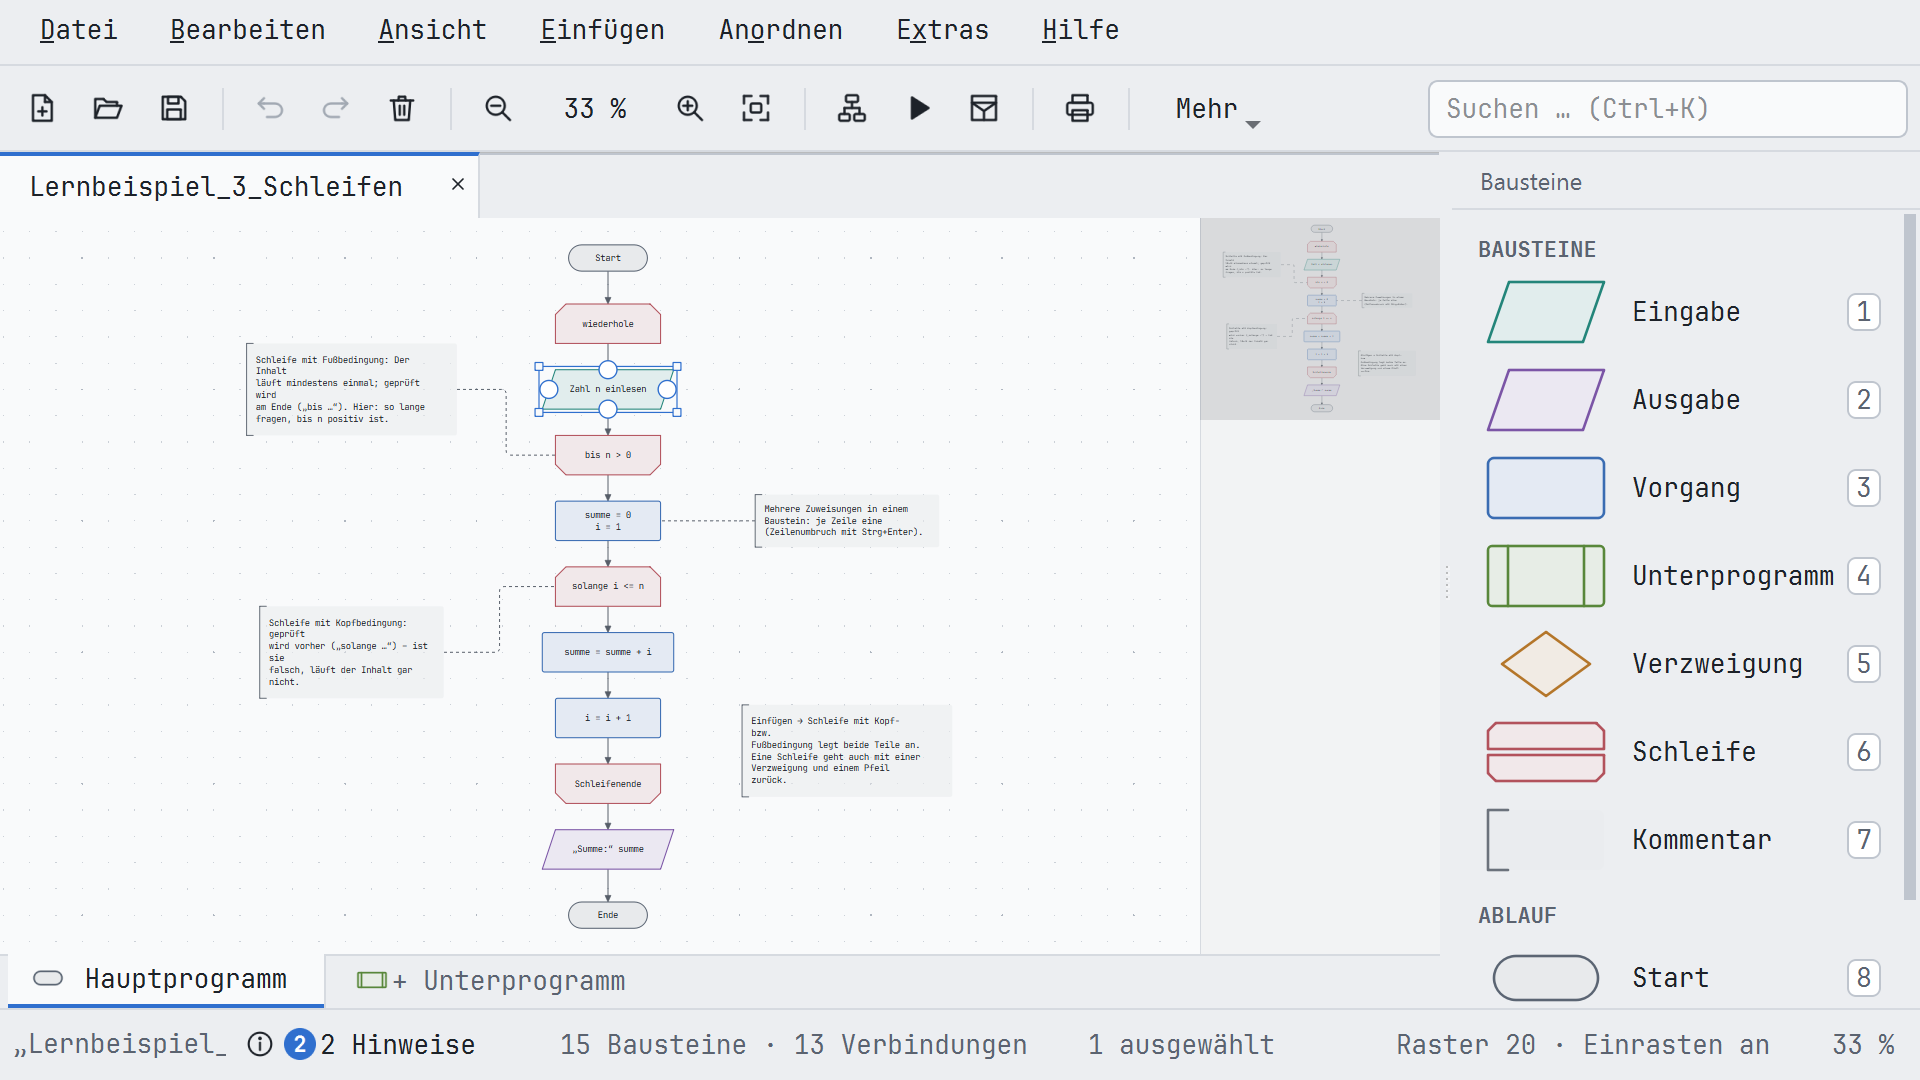 Datei Bearbeiten Ansicht Einfügen Anordnen Extras Hilfe
33 % Mehr Suchen … (Ctrl+K)
Lernbeispiel_3_Schleifen ×
Bausteine
BAUSTEINE
Eingabe 1
Ausgabe 2
Vorgang 3
Unterprogramm 4
Verzweigung 5
Schleife 6
Kommentar 7
ABLAUF
Start 8
Start
wiederhole
Zahl n einlesen
bis n > 0
summe = 0
i = 1
solange i <= n
summe = summe + i
i = i + 1
Schleifenende
„Summe:“ summe
Ende
Schleife mit Fußbedingung: Der
Inhalt
läuft mindestens einmal; geprüft
wird
am Ende („bis …“). Hier: so lange
fragen, bis n positiv ist.
Mehrere Zuweisungen in einem
Baustein: je Zeile eine
(Zeilenumbruch mit Strg+Enter).
Schleife mit Kopfbedingung:
geprüft
wird vorher („solange …“) – ist
sie
falsch, läuft der Inhalt gar
nicht.
Einfügen → Schleife mit Kopf-
bzw.
Fußbedingung legt beide Teile an.
Eine Schleife geht auch mit einer
Verzweigung und einem Pfeil
zurück.
Hauptprogramm + Unterprogramm
„Lernbeispiel_ 2 2 Hinweise 15 Bausteine · 13 Verbindungen 1 ausgewählt Raster 20 · Einrasten an 33 %